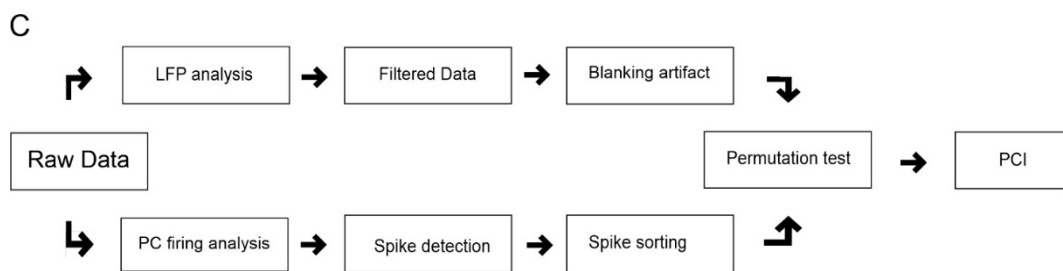 C
LFP analysis
Filtered Data
Blanking artifact
Raw Data
Permutation test
PCI
PC firing analysis
Spike detection
Spike sorting